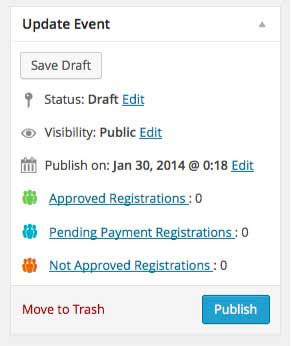 Update Event
Save Draft
Status: Draft Edit
Visibility: Public Edit
Publish on: Jan 30, 2014 @ 0:18 Edit
Approved Registrations : 0
Pending Payment Registrations : 0
Not Approved Registrations : 0
Move to Trash Publish